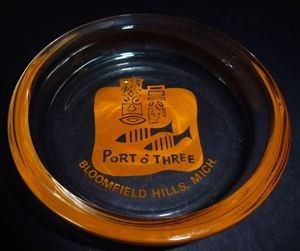 PORT O' THREE
BLOOMFIELD HILLS, MICH.